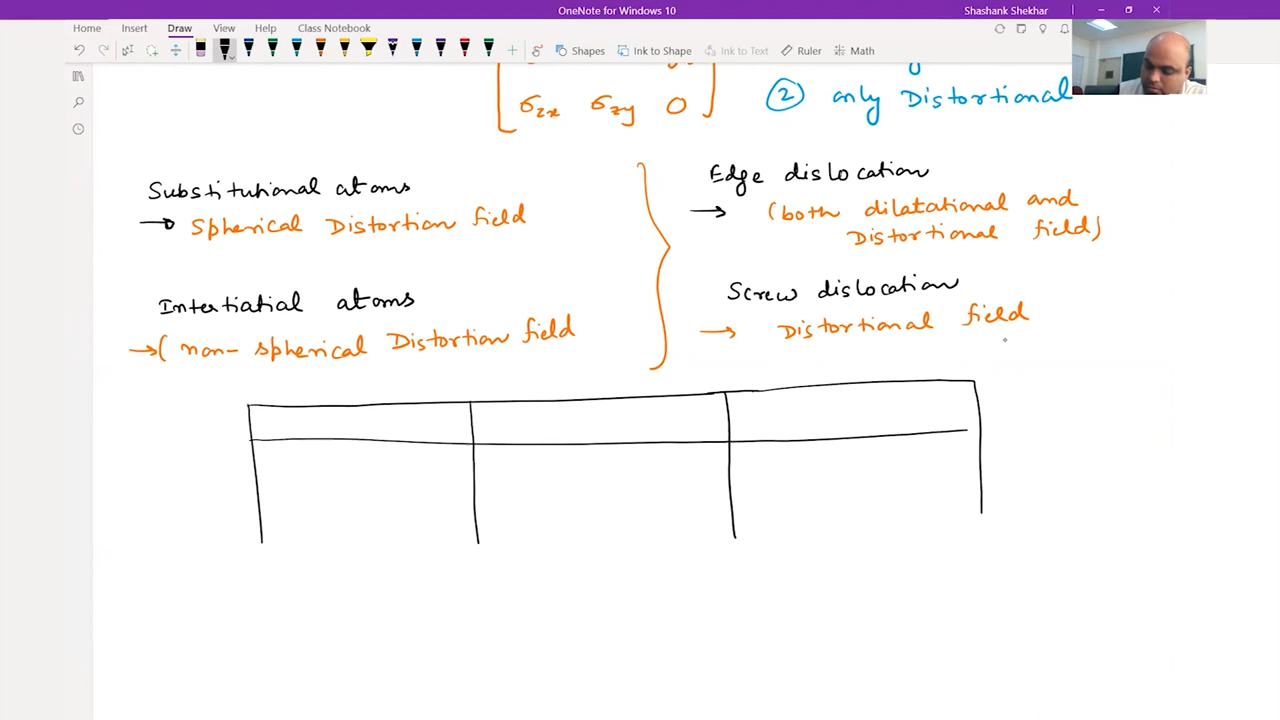 OneNote for Windows 10
Shashank Shekhar
Home Insert Draw View Help Class Notebook
Shapes Ink to Shape Ink to Text Ruler Math
σzx σzy 0
② only Distortional
Substitutional atoms
→ Spherical Distortion field
Intertiatial atoms
→ ( non-spherical Distortion field
Edge dislocation
→ (both dilatational and
Distortional field)
Screw dislocation
→ Distortional field